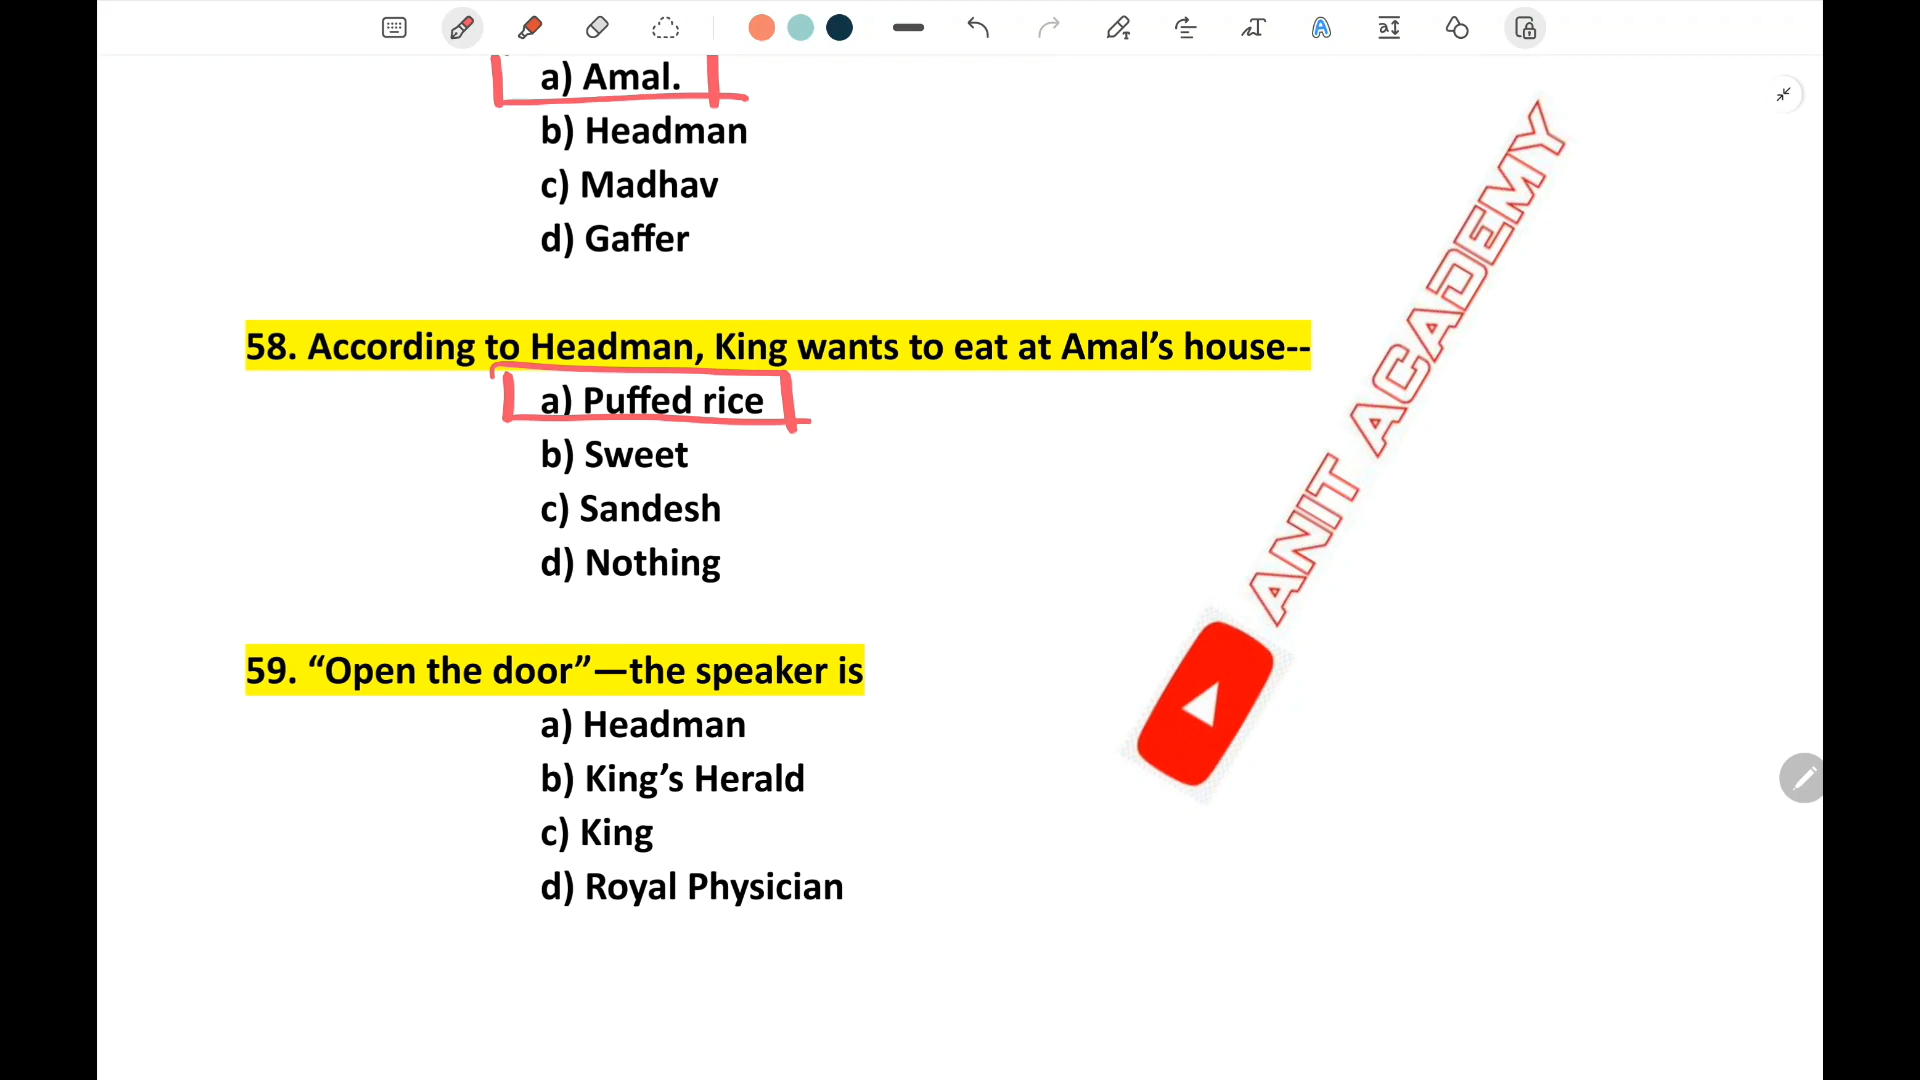 a) Amal.
b) Headman
c) Madhav
d) Gaffer
58. According to Headman, King wants to eat at Amal’s house--
a) Puffed rice
b) Sweet
c) Sandesh
d) Nothing
59. “Open the door”—the speaker is
a) Headman
b) King’s Herald
c) King
d) Royal Physician
ANIT ACADEMY